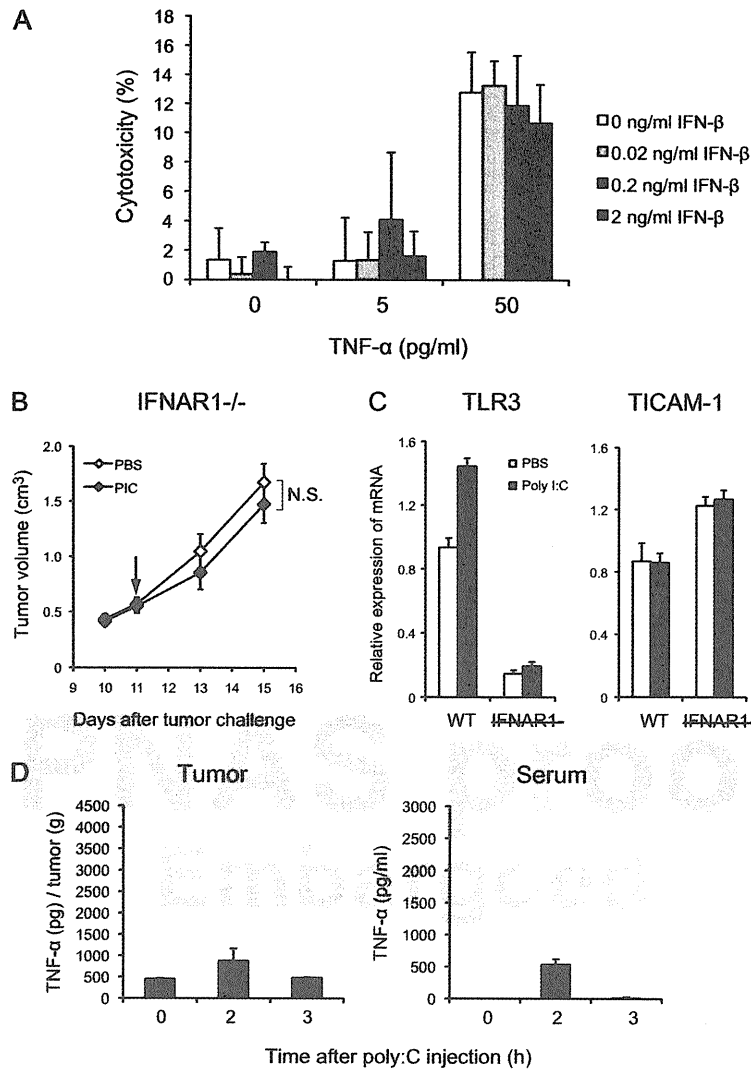 A
Cytotoxicity (%)
18
16
14
12
10
8
6
4
2
0
0
5
50
TNF-α (pg/ml)
0 ng/ml IFN-β
0.02 ng/ml IFN-β
0.2 ng/ml IFN-β
2 ng/ml IFN-β
B
IFNAR1-/-
Tumor volume (cm³)
2.0
1.5
1.0
0.5
0
PBS
PIC
N.S.
9 10 11 12 13 14 15 16
Days after tumor challenge
C
TLR3
TICAM-1
Relative expression of mRNA
1.6
1.2
0.8
0.4
0
PBS
Poly I:C
WT
IFNAR1-
1.6
1.2
0.8
0.4
0
WT
IFNAR1-
PNAS proo
Embargoed
D
Tumor
Serum
TNF-α (pg) / tumor (g)
4500
4000
3500
3000
2500
2000
1500
1000
500
0
0
2
3
TNF-α (pg/ml)
3000
2500
2000
1500
1000
500
0
0
2
3
Time after poly:C injection (h)